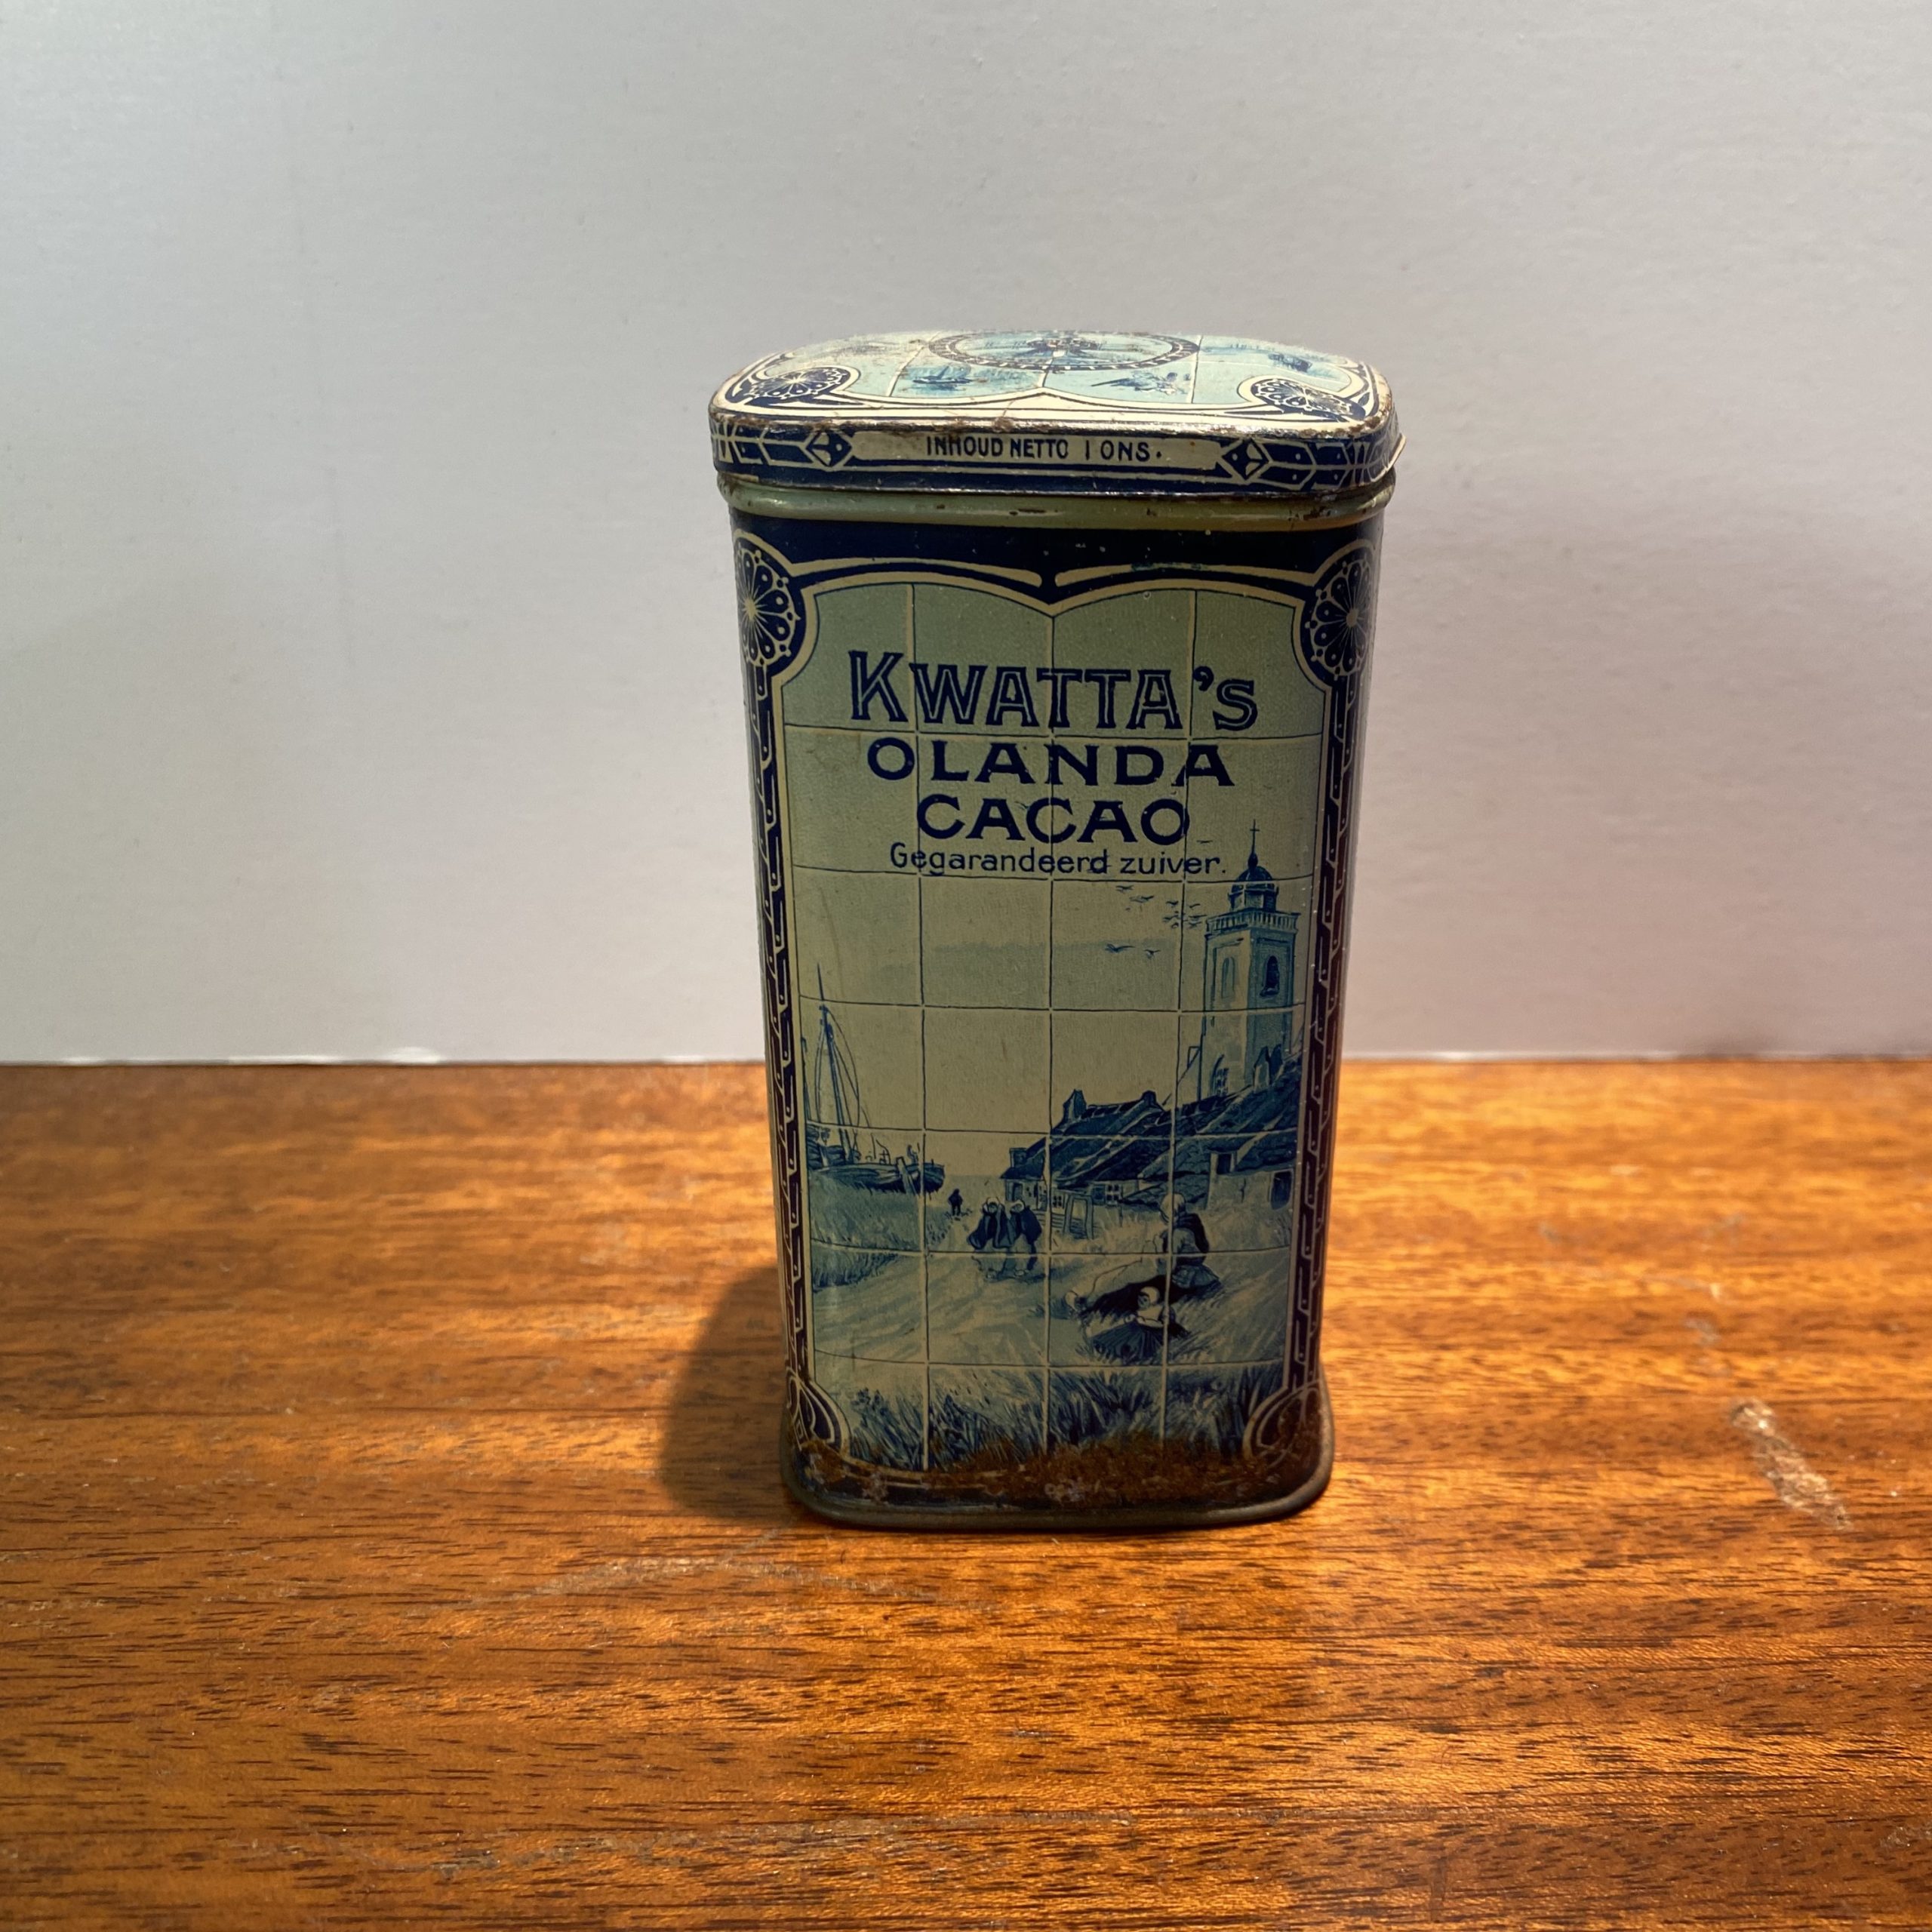 INHOUD NETTO 1 ONS.
KWATTA'S
OLANDA
CACAO
Gegarandeerd zuiver.